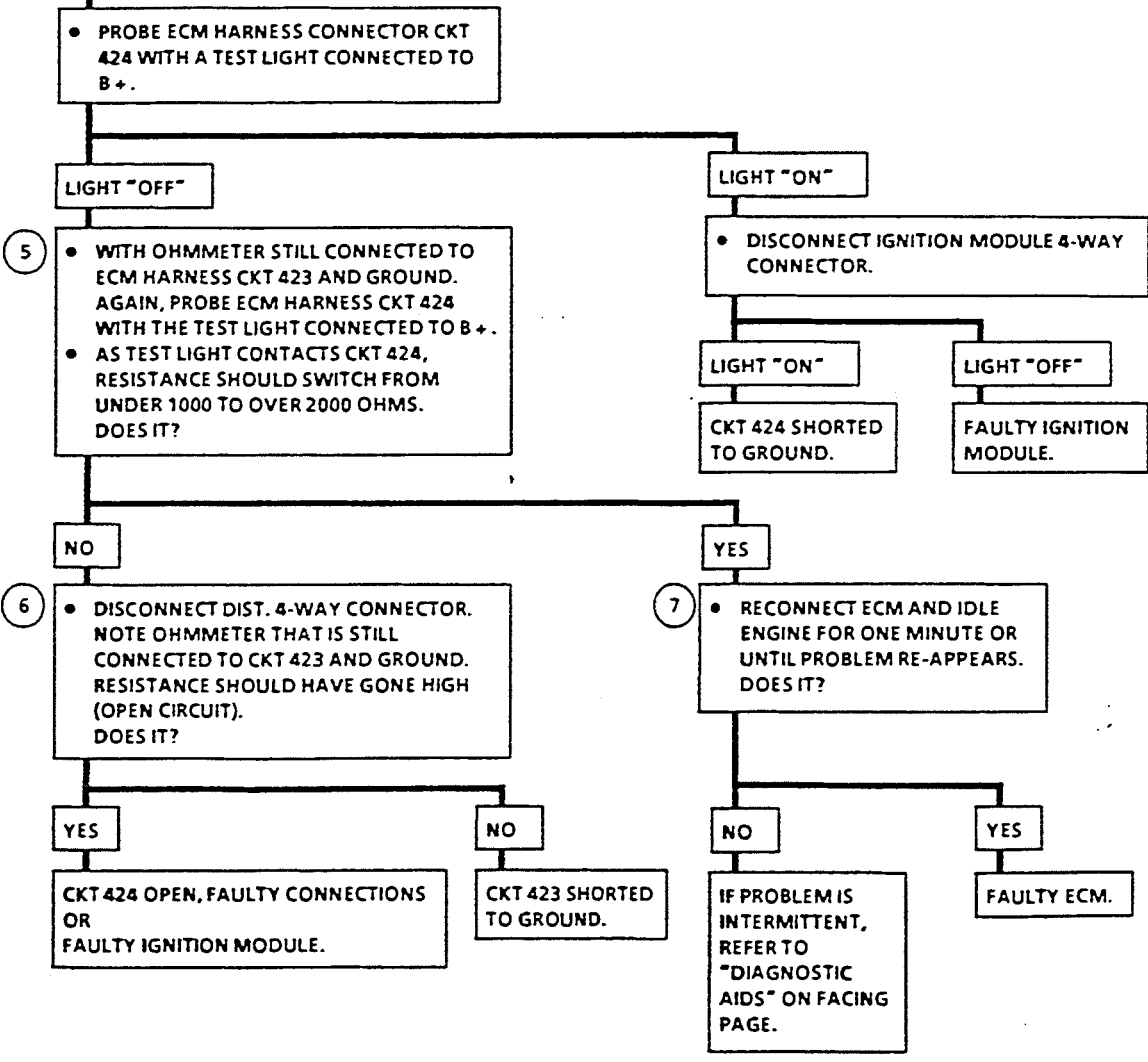 • PROBE ECM HARNESS CONNECTOR CKT
424 WITH A TEST LIGHT CONNECTED TO
B +.
LIGHT "OFF"
LIGHT "ON"
5
• WITH OHMMETER STILL CONNECTED TO
ECM HARNESS CKT 423 AND GROUND.
AGAIN, PROBE ECM HARNESS CKT 424
WITH THE TEST LIGHT CONNECTED TO B +.
• AS TEST LIGHT CONTACTS CKT 424,
RESISTANCE SHOULD SWITCH FROM
UNDER 1000 TO OVER 2000 OHMS.
DOES IT?
• DISCONNECT IGNITION MODULE 4-WAY
CONNECTOR.
LIGHT "ON"
LIGHT "OFF"
CKT 424 SHORTED
TO GROUND.
FAULTY IGNITION
MODULE.
NO
YES
6
• DISCONNECT DIST. 4-WAY CONNECTOR.
NOTE OHMMETER THAT IS STILL
CONNECTED TO CKT 423 AND GROUND.
RESISTANCE SHOULD HAVE GONE HIGH
(OPEN CIRCUIT).
DOES IT?
7
• RECONNECT ECM AND IDLE
ENGINE FOR ONE MINUTE OR
UNTIL PROBLEM RE-APPEARS.
DOES IT?
YES
NO
NO
YES
CKT 424 OPEN, FAULTY CONNECTIONS
OR
FAULTY IGNITION MODULE.
CKT 423 SHORTED
TO GROUND.
IF PROBLEM IS
INTERMITTENT,
REFER TO
"DIAGNOSTIC
AIDS" ON FACING
PAGE.
FAULTY ECM.